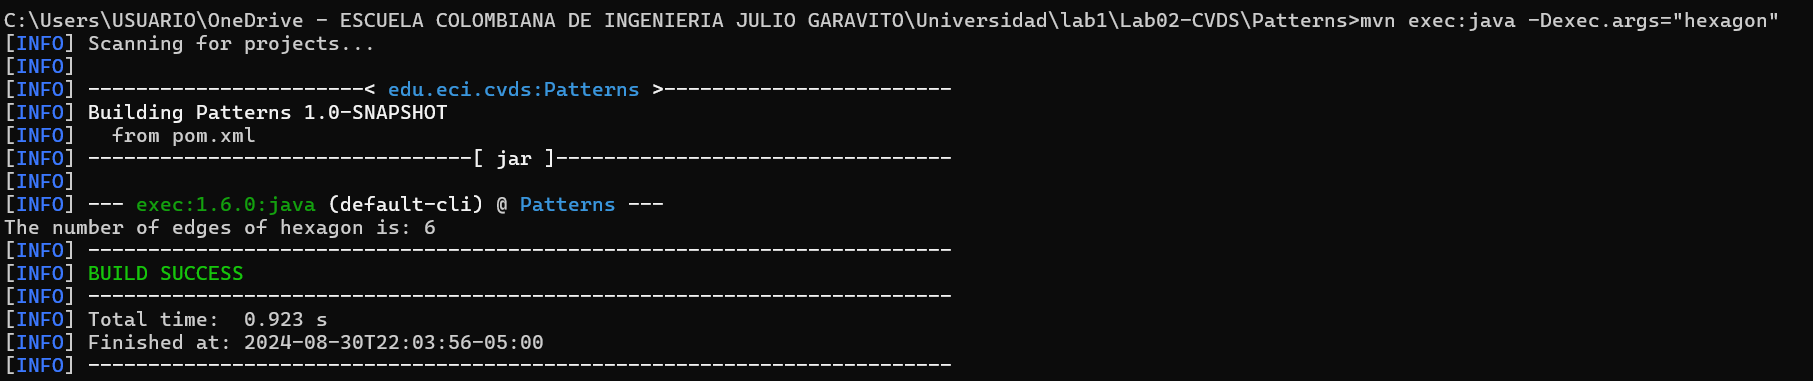 C:\Users\USUARIO\OneDrive - ESCUELA COLOMBIANA DE INGENIERIA JULIO GARAVITO\Universidad\lab1\Lab02-CVDS\Patterns>mvn exec:java -Dexec.args="hexagon"
[INFO] Scanning for projects...
[INFO]
[INFO] -----------------------< edu.eci.cvds:Patterns >------------------------
[INFO] Building Patterns 1.0-SNAPSHOT
[INFO]   from pom.xml
[INFO] --------------------------------[ jar ]---------------------------------
[INFO]
[INFO] --- exec:1.6.0:java (default-cli) @ Patterns ---
The number of edges of hexagon is: 6
[INFO] ------------------------------------------------------------------------
[INFO] BUILD SUCCESS
[INFO] ------------------------------------------------------------------------
[INFO] Total time:  0.923 s
[INFO] Finished at: 2024-08-30T22:03:56-05:00
[INFO] ------------------------------------------------------------------------